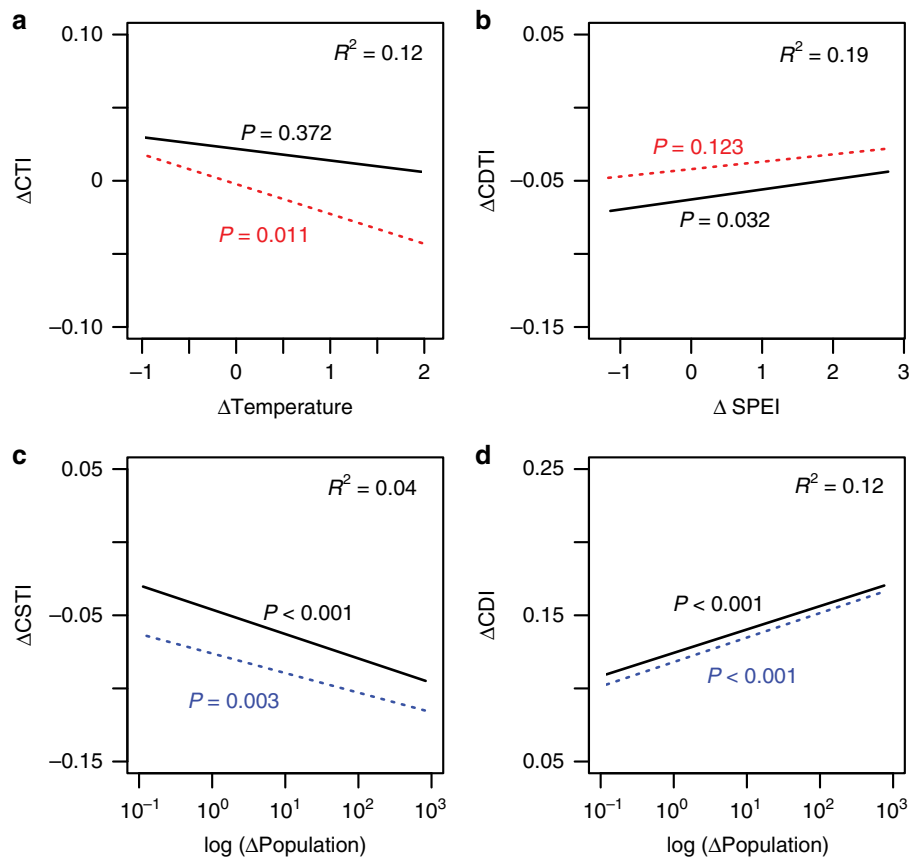 a
0.10
0
−0.10
ΔCTI
R² = 0.12
P = 0.372
P = 0.011
−1 0 1 2
ΔTemperature
b
0.05
−0.05
−0.15
ΔCDTI
R² = 0.19
P = 0.123
P = 0.032
−1 0 1 2 3
Δ SPEI
c
0.05
−0.05
−0.15
ΔCSTI
R² = 0.04
P < 0.001
P = 0.003
10⁻¹ 10⁰ 10¹ 10² 10³
log (ΔPopulation)
d
0.25
0.15
0.05
ΔCDI
R² = 0.12
P < 0.001
P < 0.001
10⁻¹ 10⁰ 10¹ 10² 10³
log (ΔPopulation)